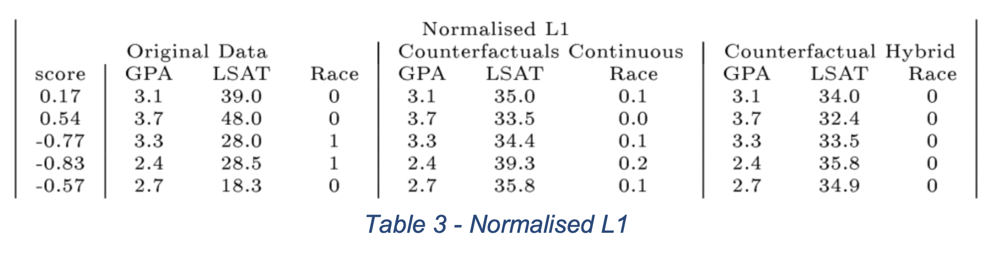 Normalised L1
Original Data Counterfactuals Continuous Counterfactual Hybrid
score GPA LSAT Race GPA LSAT Race GPA LSAT Race
0.17 3.1 39.0 0 3.1 35.0 0.1 3.1 34.0 0
0.54 3.7 48.0 0 3.7 33.5 0.0 3.7 32.4 0
-0.77 3.3 28.0 1 3.3 34.4 0.1 3.3 33.5 0
-0.83 2.4 28.5 1 2.4 39.3 0.2 2.4 35.8 0
-0.57 2.7 18.3 0 2.7 35.8 0.1 2.7 34.9 0
Table 3 - Normalised L1